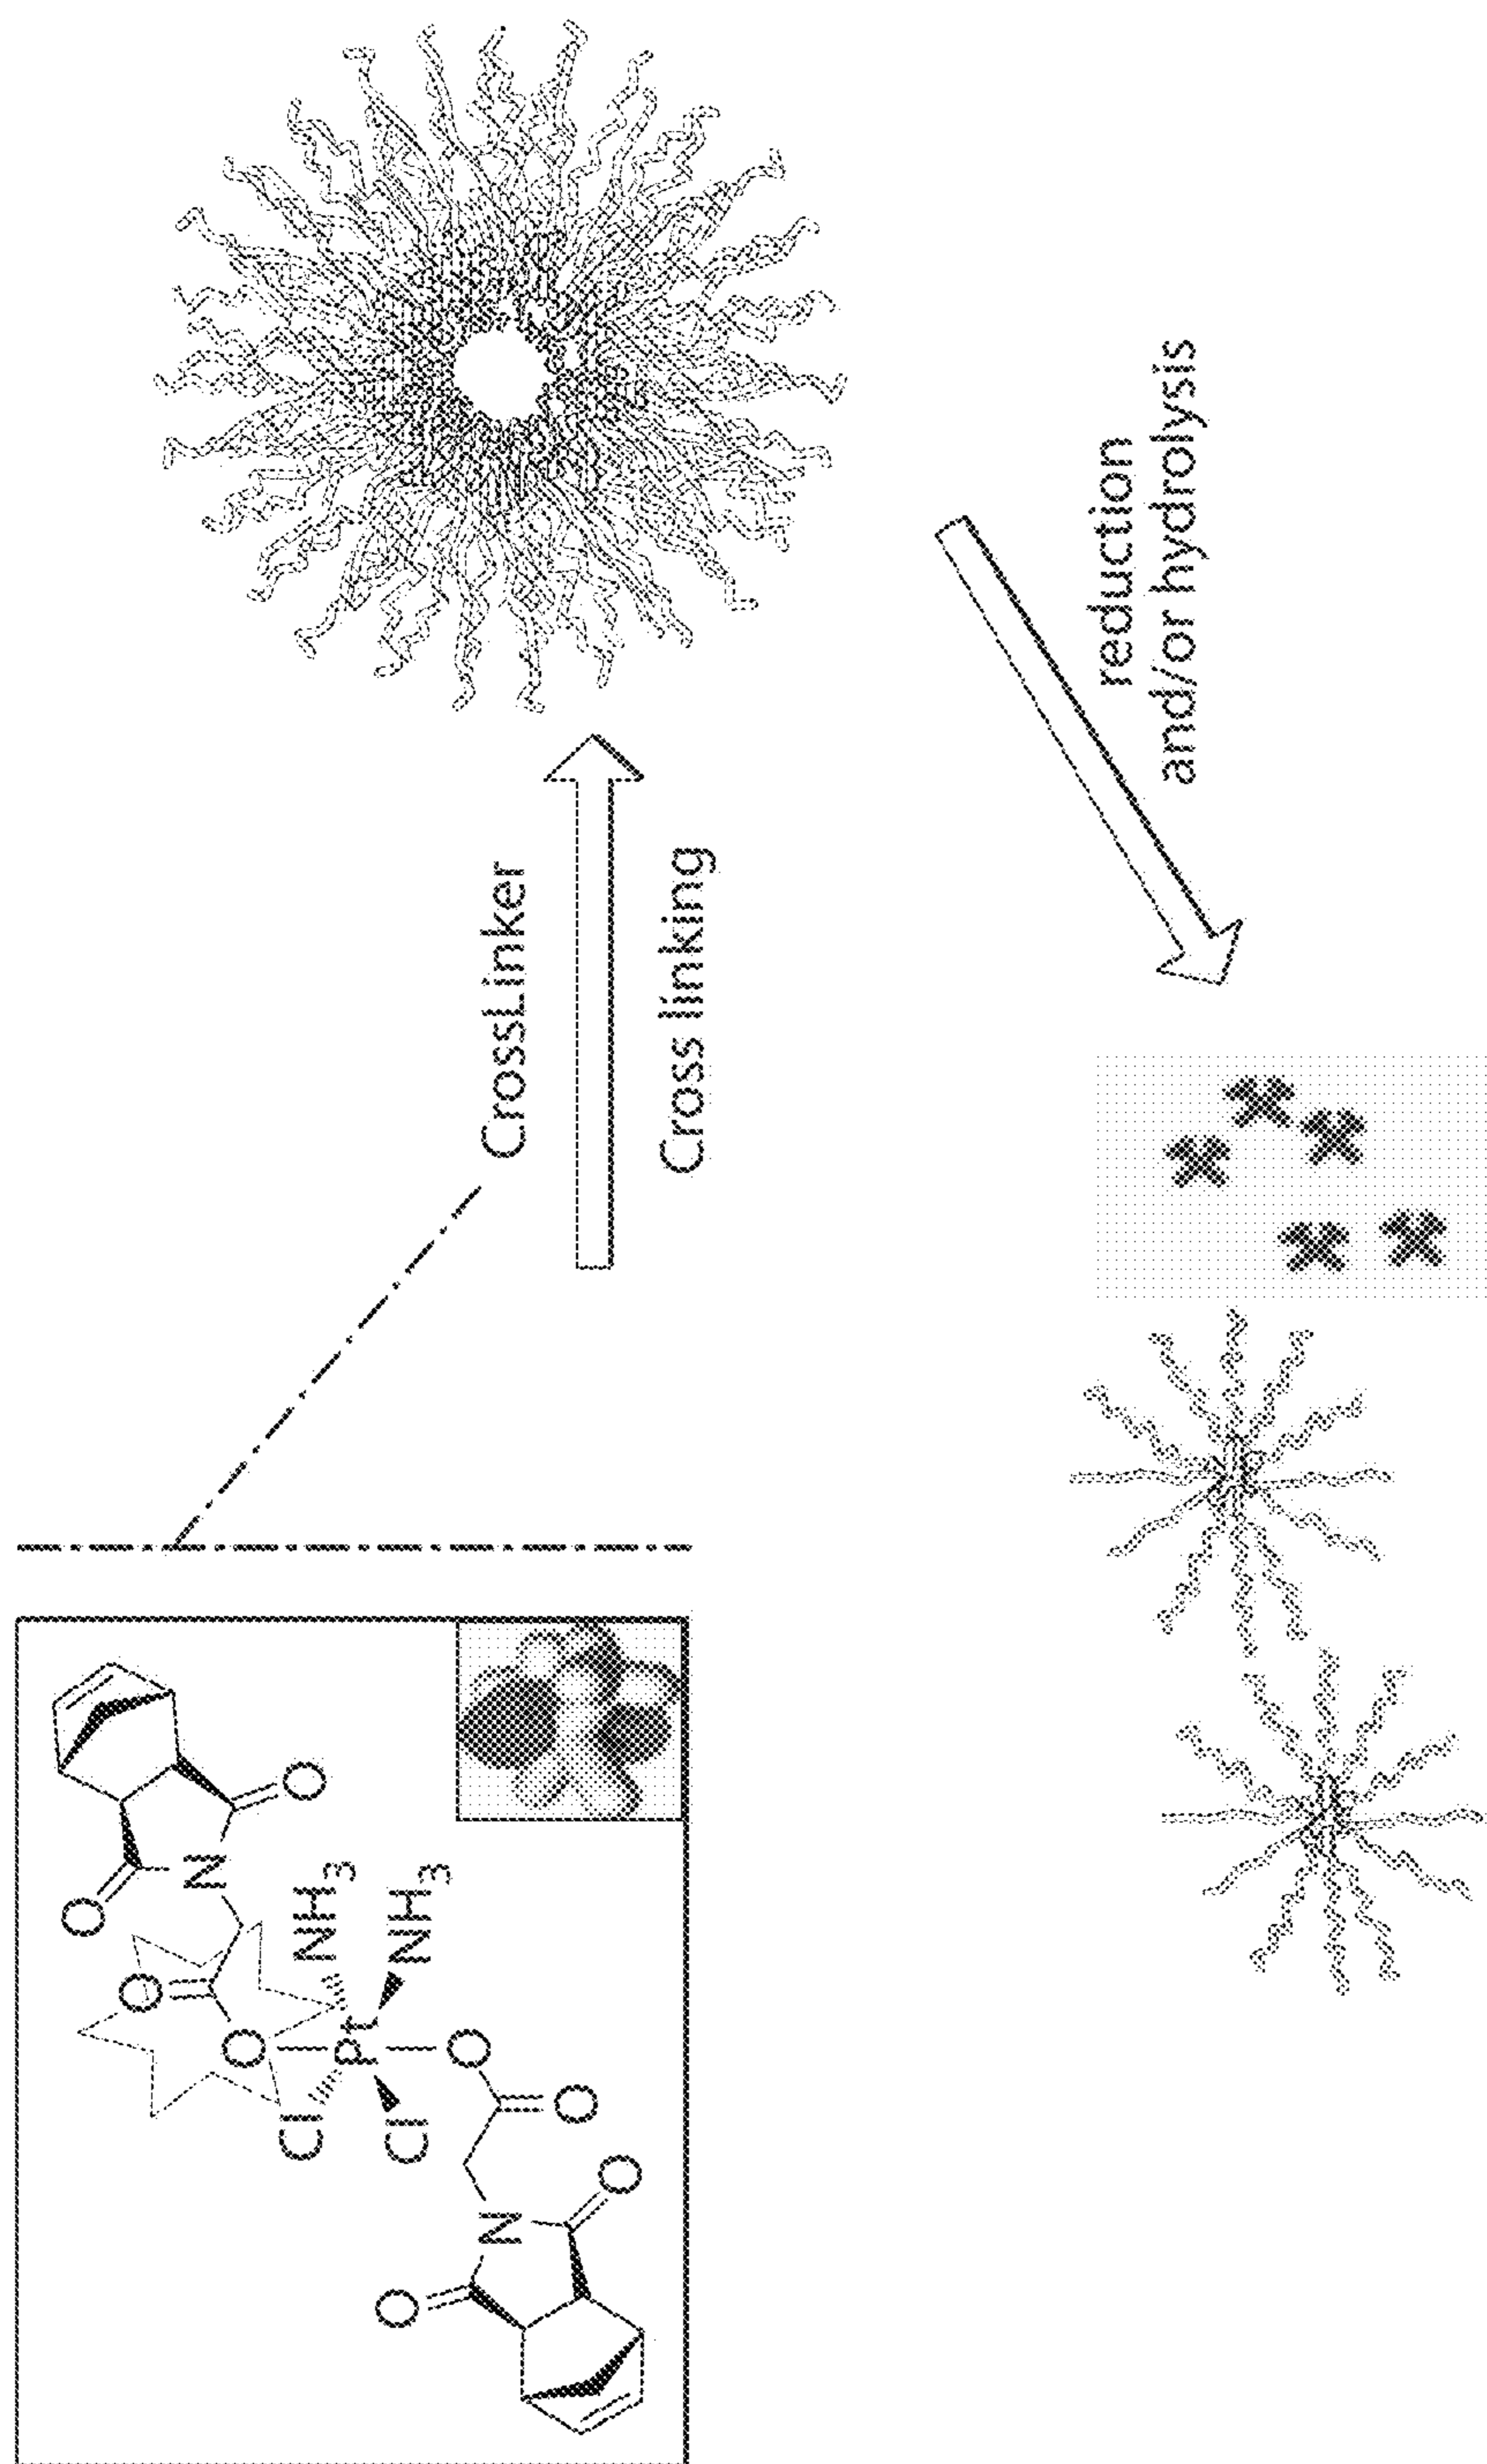 O
O
N
O
NH3
O
Pt
NH3
Cl
Cl
O
O
N
O
O
CrossLinker
Cross linking
reduction
and/or hydrolysis